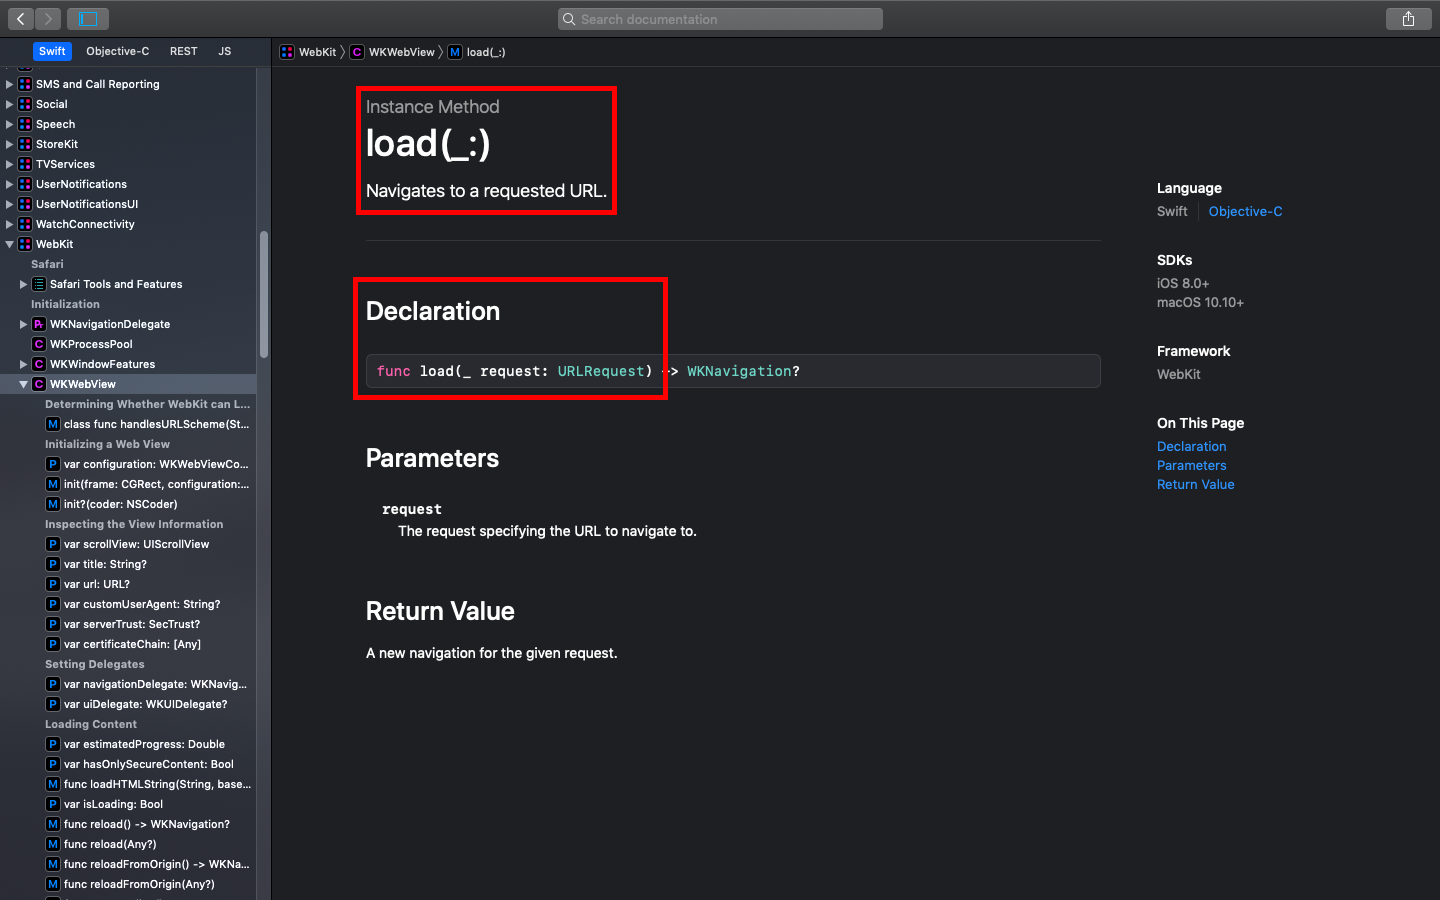 Search documentation
Swift
Objective-C
REST
JS
WebKit
WKWebView
load(_:)
SMS and Call Reporting
Social
Speech
StoreKit
TVServices
UserNotifications
UserNotificationsUI
WatchConnectivity
WebKit
Safari
Safari Tools and Features
Initialization
WKNavigationDelegate
WKProcessPool
WKWindowFeatures
WKWebView
Determining Whether WebKit can L...
class func handlesURLScheme(St...
Initializing a Web View
var configuration: WKWebViewCo...
init(frame: CGRect, configuration:...
init?(coder: NSCoder)
Inspecting the View Information
var scrollView: UIScrollView
var title: String?
var url: URL?
var customUserAgent: String?
var serverTrust: SecTrust?
var certificateChain: [Any]
Setting Delegates
var navigationDelegate: WKNavig...
var uiDelegate: WKUIDelegate?
Loading Content
var estimatedProgress: Double
var hasOnlySecureContent: Bool
func loadHTMLString(String, base...
var isLoading: Bool
func reload() -> WKNavigation?
func reload(Any?)
func reloadFromOrigin() -> WKNa...
func reloadFromOrigin(Any?)
Instance Method
load(_:)
Navigates to a requested URL.
Declaration
func load(_ request: URLRequest) -> WKNavigation?
Parameters
request
The request specifying the URL to navigate to.
Return Value
A new navigation for the given request.
Language
Swift
Objective-C
SDKs
iOS 8.0+
macOS 10.10+
Framework
WebKit
On This Page
Declaration
Parameters
Return Value